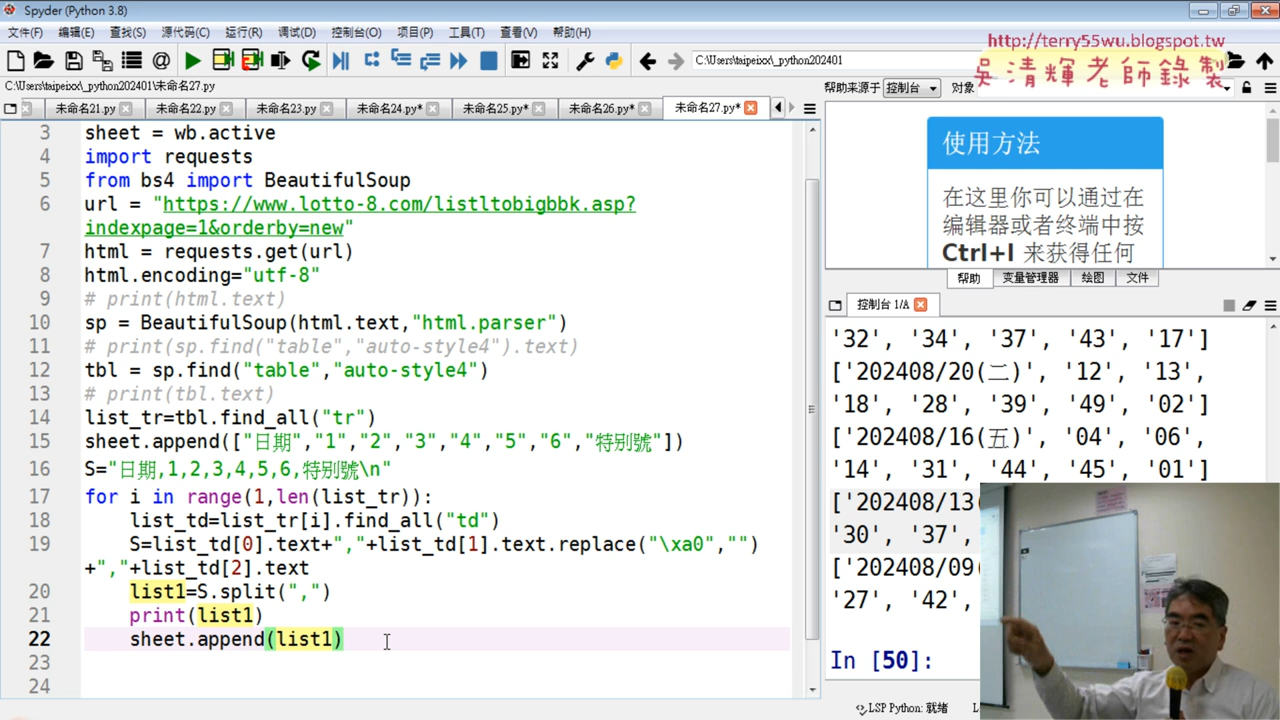 Spyder (Python 3.8)
文件(F) 编辑(E) 查找(S) 源代码(C) 运行(R) 调试(D) 控制台(O) 项目(P) 工具(T) 查看(V) 帮助(H)
http://terry55wu.blogspot.tw
吳清輝老師錄製
C:\Users\taipeixx\_python202401
C:\Users\taipeixx\_python202401\未命名27.py
未命名21.py 未命名22.py 未命名23.py 未命名24.py* 未命名25.py* 未命名26.py* 未命名27.py*
3 sheet = wb.active
4 import requests
5 from bs4 import BeautifulSoup
6 url = "https://www.lotto-8.com/listltobigbbk.asp?
indexpage=1&orderby=new"
7 html = requests.get(url)
8 html.encoding="utf-8"
9 # print(html.text)
10 sp = BeautifulSoup(html.text,"html.parser")
11 # print(sp.find("table","auto-style4").text)
12 tbl = sp.find("table","auto-style4")
13 # print(tbl.text)
14 list_tr=tbl.find_all("tr")
15 sheet.append(["日期","1","2","3","4","5","6","特别號"])
16 S="日期,1,2,3,4,5,6,特别號\n"
17 for i in range(1,len(list_tr)):
18 list_td=list_tr[i].find_all("td")
19 S=list_td[0].text+","+list_td[1].text.replace("\xa0","")
+","+list_td[2].text
20 list1=S.split(",")
21 print(list1)
22 sheet.append(list1)
23
24
帮助来源于 控制台 对象
使用方法
在这里你可以通过在
编辑器或者终端中按
Ctrl+I 来获得任何
帮助 变量管理器 绘图 文件
控制台 1/A
'32', '34', '37', '43', '17']
['202408/20(二)', '12', '13',
'18', '28', '39', '49', '02']
['202408/16(五)', '04', '06',
'14', '31', '44', '45', '01']
['202408/13
'30', '37',
['202408/09
'27', '42',
In [50]:
LSP Python: 就绪